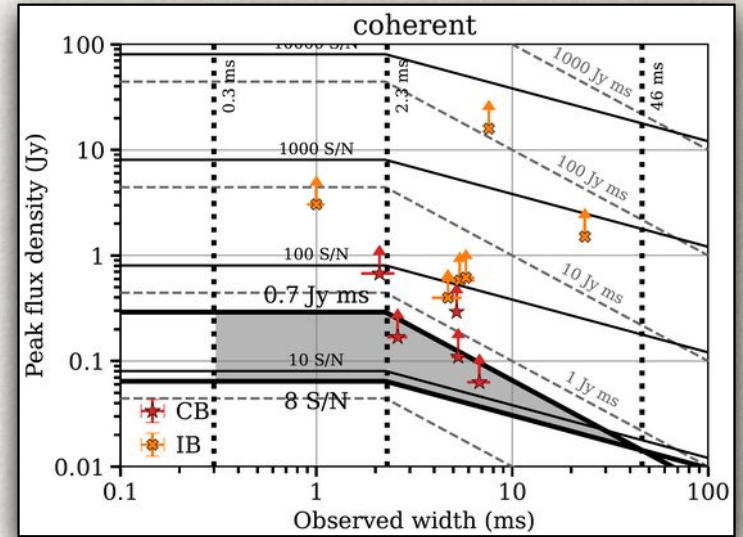 coherent
100
10
1
0.1
0.01
Peak flux density (Jy)
10000 S/N
0.3 ms
2.3 ms
46 ms
1000 Jy ms
1000 S/N
100 Jy ms
100 S/N
10 Jy ms
0.7 Jy ms
10 S/N
1 Jy ms
8 S/N
CB
IB
0.1
1
10
100
Observed width (ms)